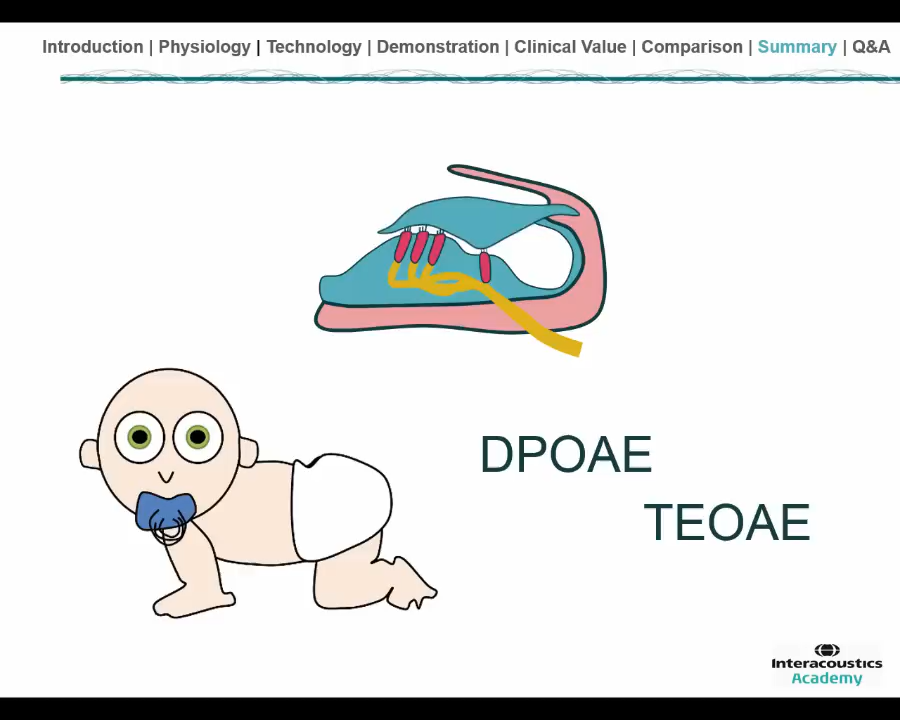 Introduction | Physiology | Technology | Demonstration | Clinical Value | Comparison | Summary | Q&A
DPOAE
TEOAE
Interacoustics
Academy